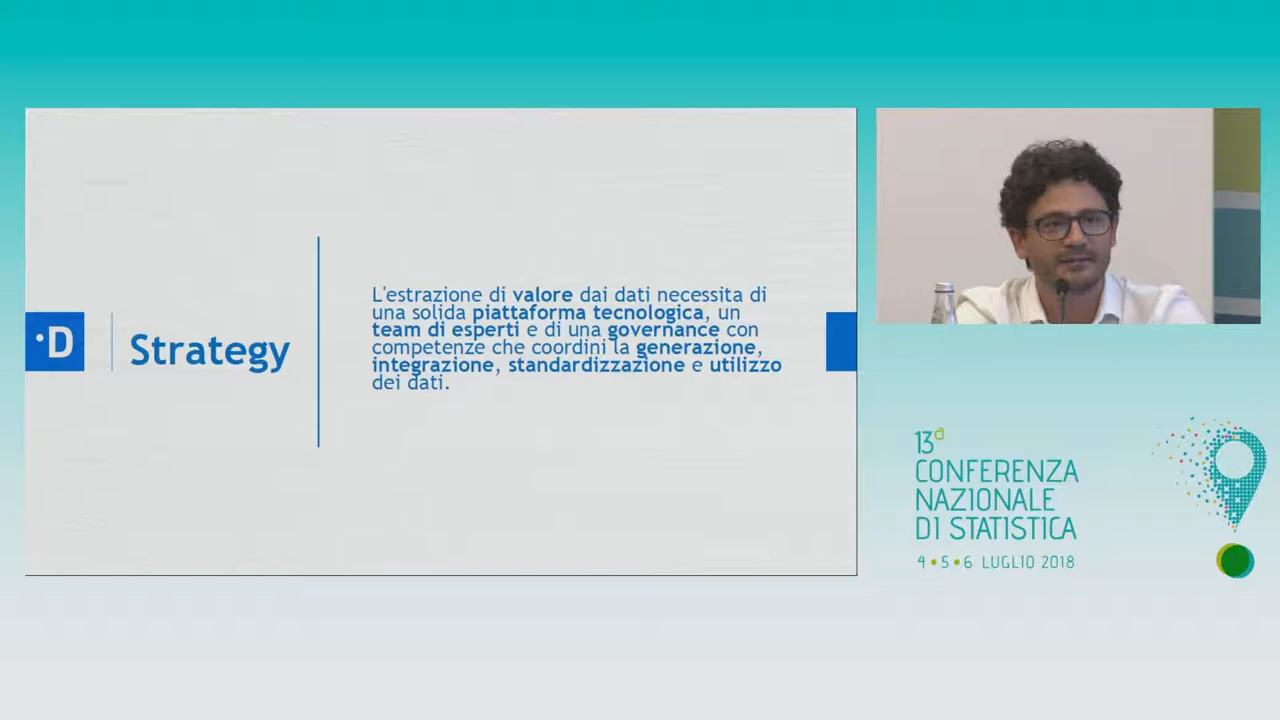 ·D
Strategy
L'estrazione di valore dai dati necessita di
una solida piattaforma tecnologica, un
team di esperti e di una governance con
competenze che coordini la generazione,
integrazione, standardizzazione e utilizzo
dei dati.
13a
CONFERENZA
NAZIONALE
DI STATISTICA
4•5•6 LUGLIO 2018